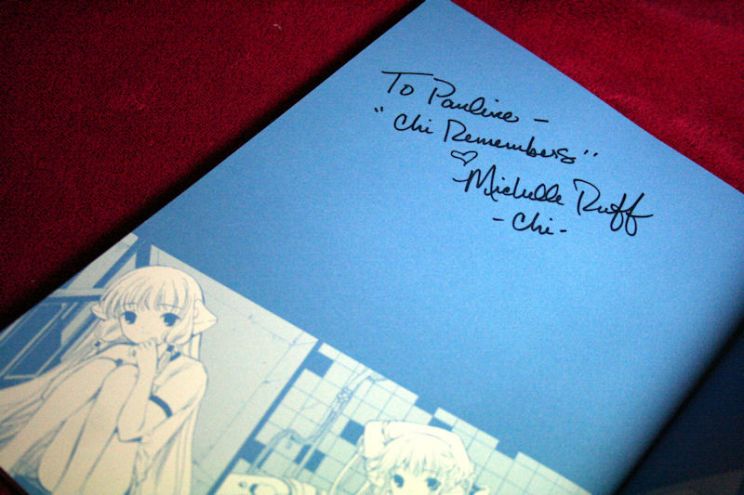 To Pauline –
"Chi Remembers"
♡ Michelle Ruff
- Chi -